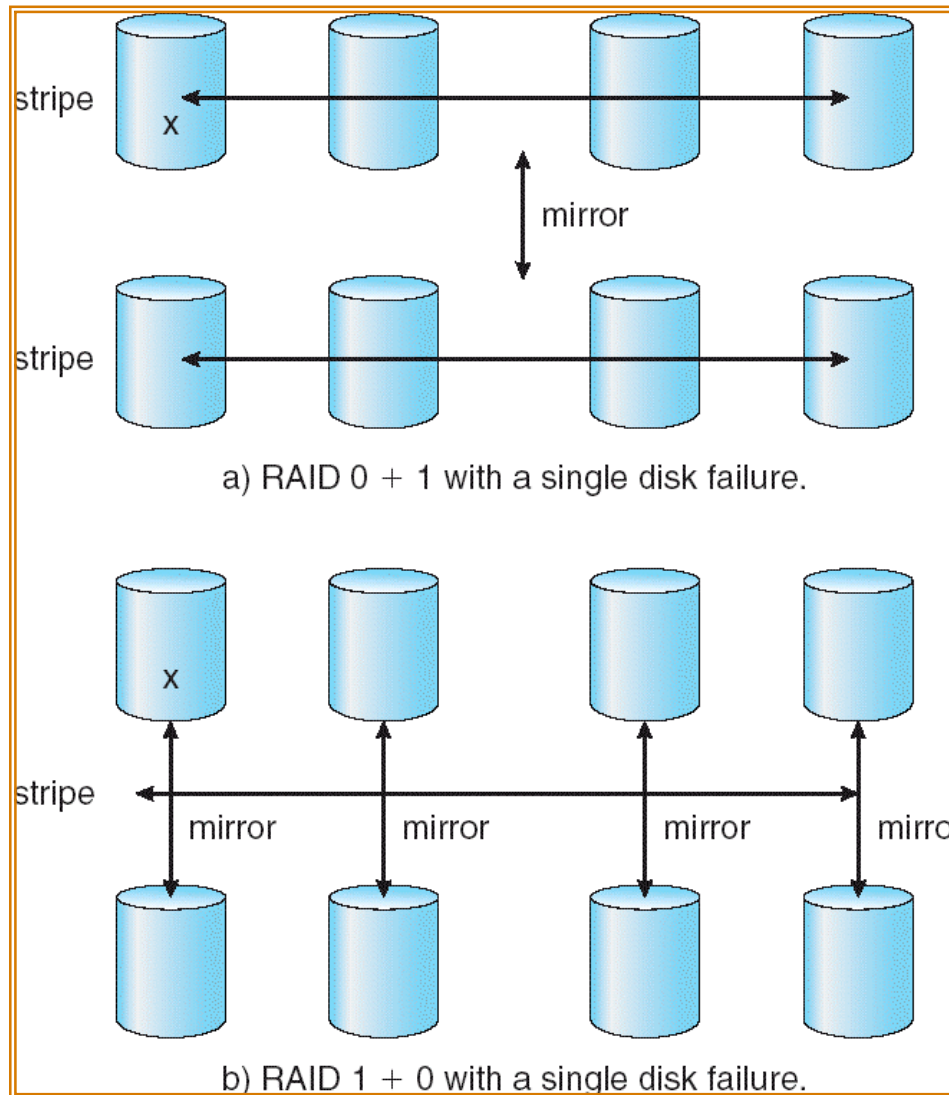 stripe
x
mirror
stripe
a) RAID 0 + 1 with a single disk failure.
x
stripe
mirror
mirror
mirror
mirro
b) RAID 1 + 0 with a single disk failure.